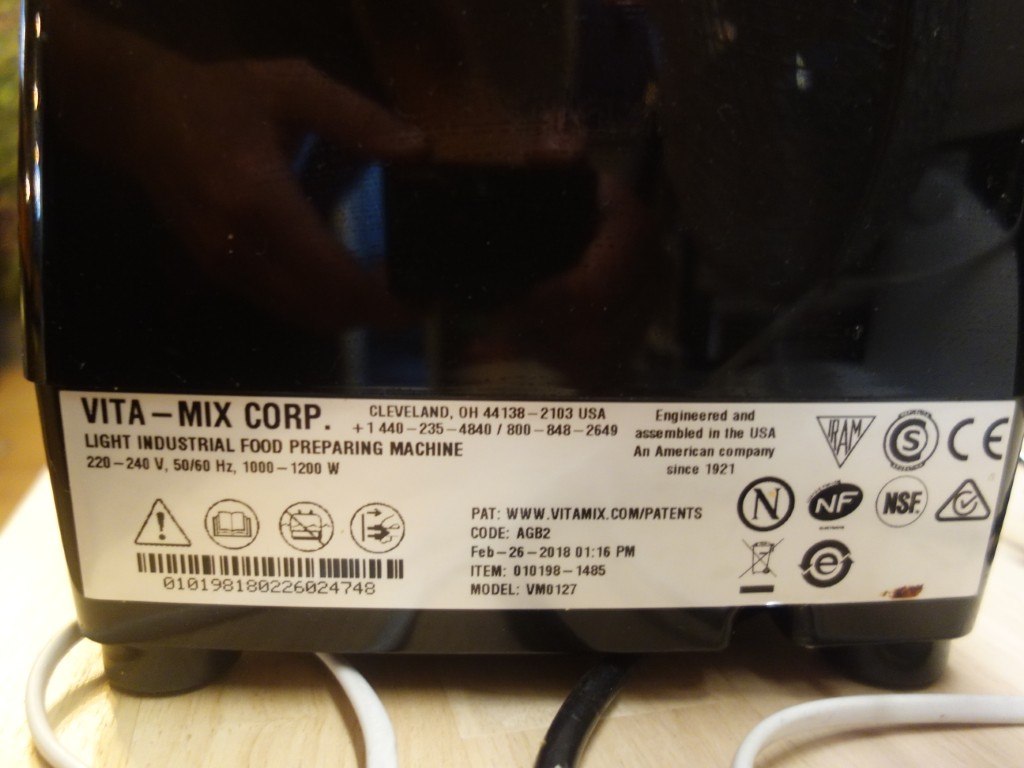 VITA-MIX CORP.
CLEVELAND, OH 44138-2103 USA
+1 440-235-4840 / 800-848-2649
LIGHT INDUSTRIAL FOOD PREPARING MACHINE
220-240 V, 50/60 Hz, 1000-1200 W
Engineered and
assembled in the USA
An American company
since 1921
IRAM
S
CE
N
NF
NSF.
PAT: WWW.VITAMIX.COM/PATENTS
CODE: AGB2
Feb-26-2018 01:16 PM
ITEM: 010198-1485
MODEL: VM0127
e
010198180226024748